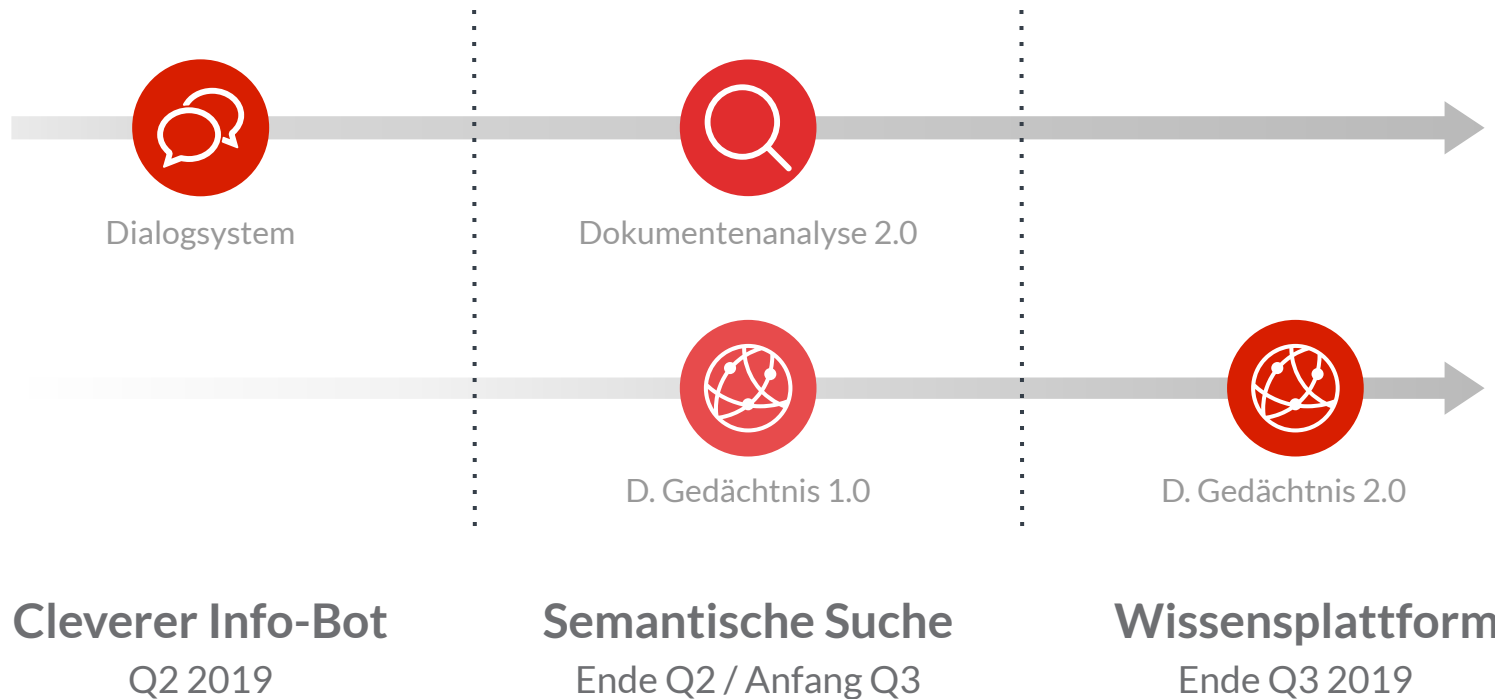 Dialogsystem
Dokumentenanalyse 2.0
D. Gedächtnis 1.0
D. Gedächtnis 2.0
Cleverer Info-Bot
Semantische Suche
Wissensplattform
Q2 2019
Ende Q2 / Anfang Q3
Ende Q3 2019